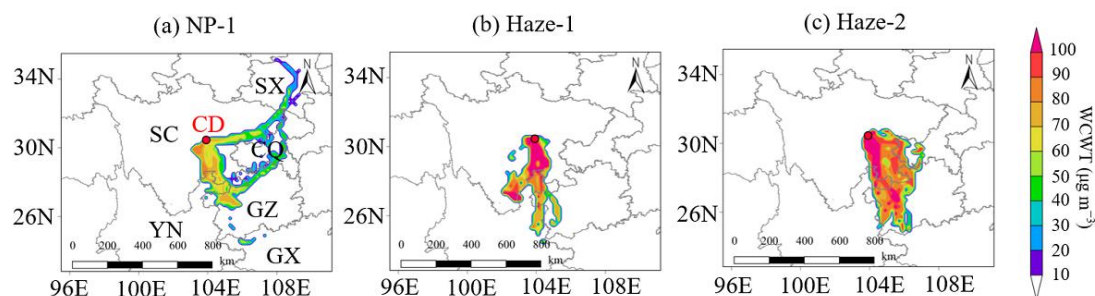 (a) NP-1
(b) Haze-1
(c) Haze-2
34N
30N
26N
N
SX
SC
CD
CQ
YN
GZ
GX
0 200 400 600 800
km
96E 100E 104E 108E
34N
30N
26N
N
0 200 400 600 800
km
96E 100E 104E 108E
34N
30N
26N
N
0 200 400 600 800
km
96E 100E 104E 108E
100
90
80
70
60
50
40
30
20
10
WCWT (μg m⁻³)